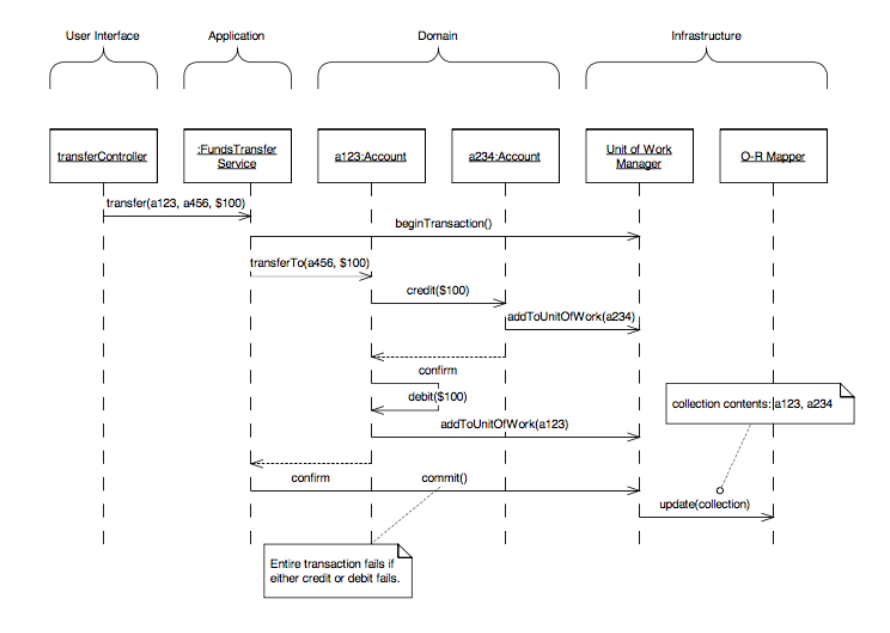 User Interface
Application
Domain
Infrastructure
transferController
:FundsTransfer
Service
a123:Account
a234:Account
Unit of Work
Manager
O-R Mapper
transfer(a123, a456, $100)
beginTransaction()
transferTo(a456, $100)
credit($100)
addToUnitOfWork(a234)
confirm
debit($100)
collection contents: a123, a234
addToUnitOfWork(a123)
confirm
commit()
update(collection)
Entire transaction fails if
either credit or debit fails.